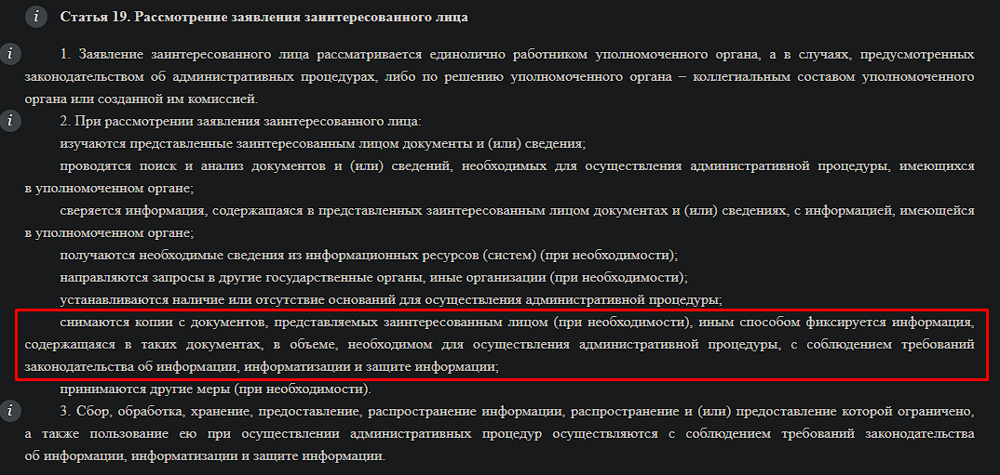 i Статья 19. Рассмотрение заявления заинтересованного лица
i 1. Заявление заинтересованного лица рассматривается единолично работником уполномоченного органа, а в случаях, предусмотренных
законодательством об административных процедурах, либо по решению уполномоченного органа – коллегиальным составом уполномоченного
органа или созданной им комиссией.
i 2. При рассмотрении заявления заинтересованного лица:
изучаются представленные заинтересованным лицом документы и (или) сведения;
проводятся поиск и анализ документов и (или) сведений, необходимых для осуществления административной процедуры, имеющихся
в уполномоченном органе;
сверяется информация, содержащаяся в представленных заинтересованным лицом документах и (или) сведениях, с информацией, имеющейся
в уполномоченном органе;
получаются необходимые сведения из информационных ресурсов (систем) (при необходимости);
направляются запросы в другие государственные органы, иные организации (при необходимости);
устанавливаются наличие или отсутствие оснований для осуществления административной процедуры;
снимаются копии с документов, представляемых заинтересованным лицом (при необходимости), иным способом фиксируется информация,
содержащаяся в таких документах, в объеме, необходимом для осуществления административной процедуры, с соблюдением требований
законодательства об информации, информатизации и защите информации;
принимаются другие меры (при необходимости).
i 3. Сбор, обработка, хранение, предоставление, распространение информации, распространение и (или) предоставление которой ограничено,
а также пользование ею при осуществлении административных процедур осуществляются с соблюдением требований законодательства
об информации, информатизации и защите информации.